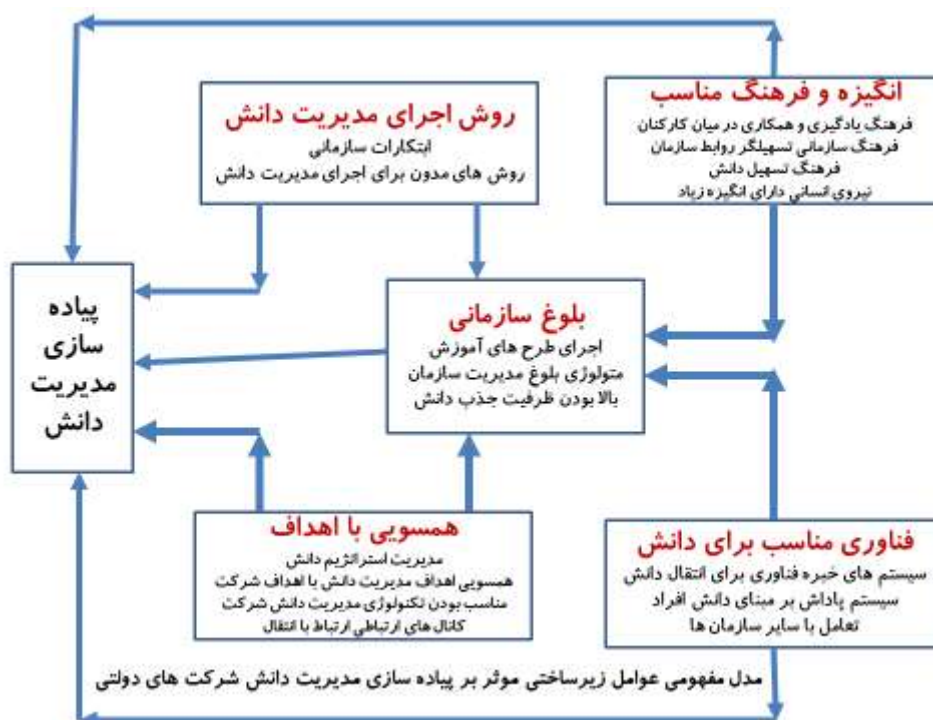 انگیزه و فرهنگ مناسب
فرهنگ یادگیری و همکاری در میان کارکنان
فرهنگ سازمانی تسهیلگر روابط سازمان
فرهنگ تسهیل دانش
نیروی انسانی دارای انگیزه زیاد
روش اجرای مدیریت دانش
ابتکارات سازمانی
روش های مدون برای اجرای مدیریت دانش
بلوغ سازمانی
اجرای طرح های آموزش
متولوژی بلوغ مدیریت سازمان
بالا بودن ظرفیت جذب دانش
پیاده
سازی
مدیریت
دانش
فناوری مناسب برای دانش
سیستم های خبره فناوری برای انتقال دانش
سیستم پاداش بر مبنای دانش افراد
تعامل با سایر سازمان ها
همسویی با اهداف
مدیریت استراتژیم دانش
همسویی اهداف مدیریت دانش با اهداف شرکت
مناسب بودن تکنولوژی مدیریت دانش شرکت
کانال های ارتباطی ارتباط با انتقال
مدل مفهومی عوامل زیرساختی موثر بر پیاده سازی مدیریت دانش شرکت های دولتی